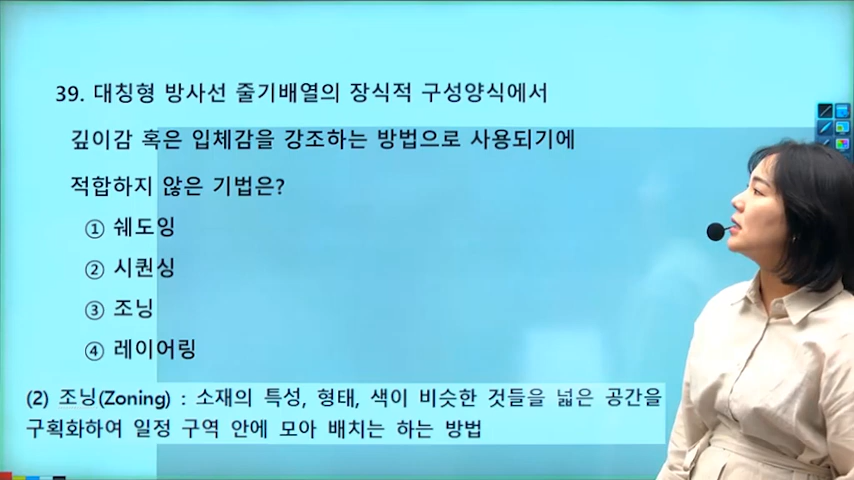 39. 대칭형 방사선 줄기배열의 장식적 구성양식에서
깊이감 혹은 입체감을 강조하는 방법으로 사용되기에
적합하지 않은 기법은?
① 쉐도잉
② 시퀀싱
③ 조닝
④ 레이어링
(2) 조닝(Zoning) : 소재의 특성, 형태, 색이 비슷한 것들을 넓은 공간을
구획화하여 일정 구역 안에 모아 배치는 하는 방법